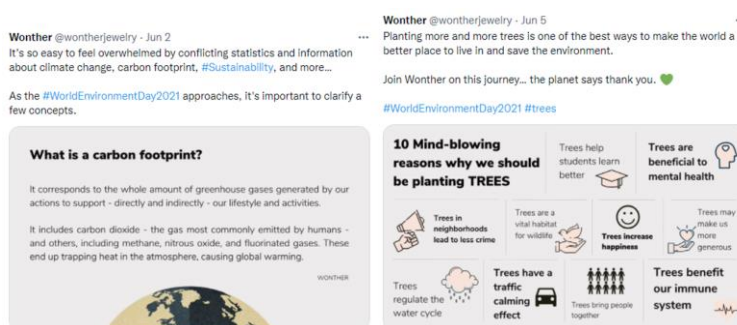 Wonther @wontherjewelry · Jun 2
It's so easy to feel overwhelmed by conflicting statistics and information
about climate change, carbon footprint, #Sustainability, and more...
As the #WorldEnvironmentDay2021 approaches, it's important to clarify a
few concepts.
What is a carbon footprint?
It corresponds to the whole amount of greenhouse gases generated by our
actions to support - directly and indirectly - our lifestyle and activities.
It includes carbon dioxide - the gas most commonly emitted by humans -
and others, including methane, nitrous oxide, and fluorinated gases. These
end up trapping heat in the atmosphere, causing global warming.
WONTHER
Wonther @wontherjewelry · Jun 5
Planting more and more trees is one of the best ways to make the world a
better place to live in and save the environment.
Join Wonther on this journey... the planet says thank you. 💚
#WorldEnvironmentDay2021 #trees
10 Mind-blowing
reasons why we should
be planting TREES
Trees help
students learn
better
Trees are
beneficial to
mental health
Trees in
neighborhoods
lead to less crime
Trees are a
vital habitat
for wildlife
Trees increase
happiness
Trees may
make us
more
generous
Trees
regulate the
water cycle
Trees have a
traffic
calming
effect
Trees bring people
together
Trees benefit
our immune
system